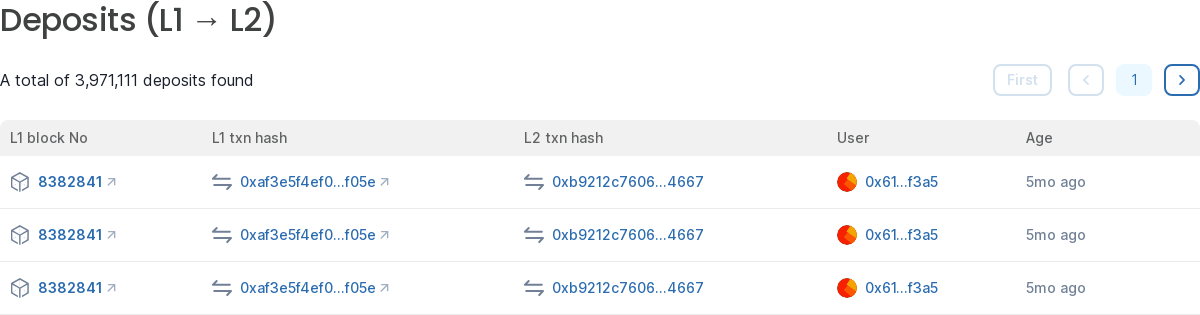 Deposits (L1 → L2)
A total of 3,971,111 deposits found First 1
L1 block No L1 txn hash L2 txn hash User Age
8382841 0xaf3e5f4ef0...f05e 0xb9212c7606...4667 0x61...f3a5 5mo ago
8382841 0xaf3e5f4ef0...f05e 0xb9212c7606...4667 0x61...f3a5 5mo ago
8382841 0xaf3e5f4ef0...f05e 0xb9212c7606...4667 0x61...f3a5 5mo ago